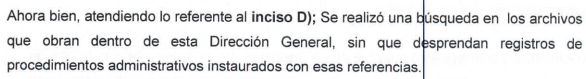 Ahora bien, atendiendo lo referente al inciso D); Se realizó una búsqueda en los archivos
que obran dentro de esta Dirección General, sin que desprendan registros de
procedimientos administrativos instaurados con esas referencias.